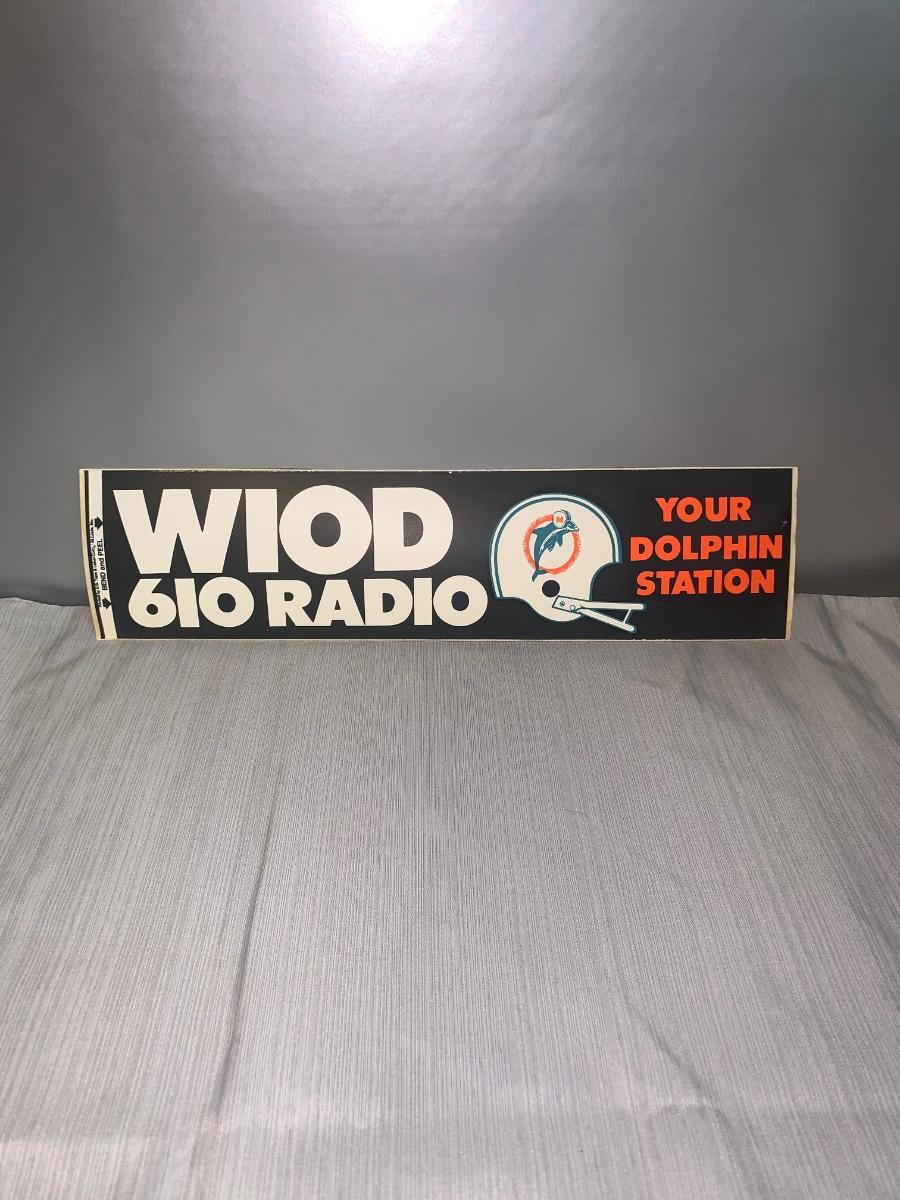 WIOD
610 RADIO
M
YOUR
DOLPHIN
STATION
BEND and PEEL